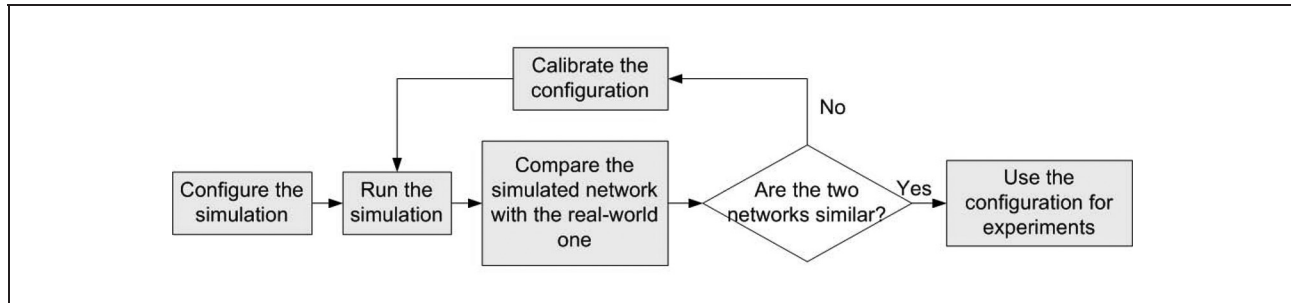 Calibrate the
configuration
No
Configure the
simulation
Run the
simulation
Compare the
simulated network
with the real-world
one
Are the two
networks similar?
Yes
Use the
configuration for
experiments